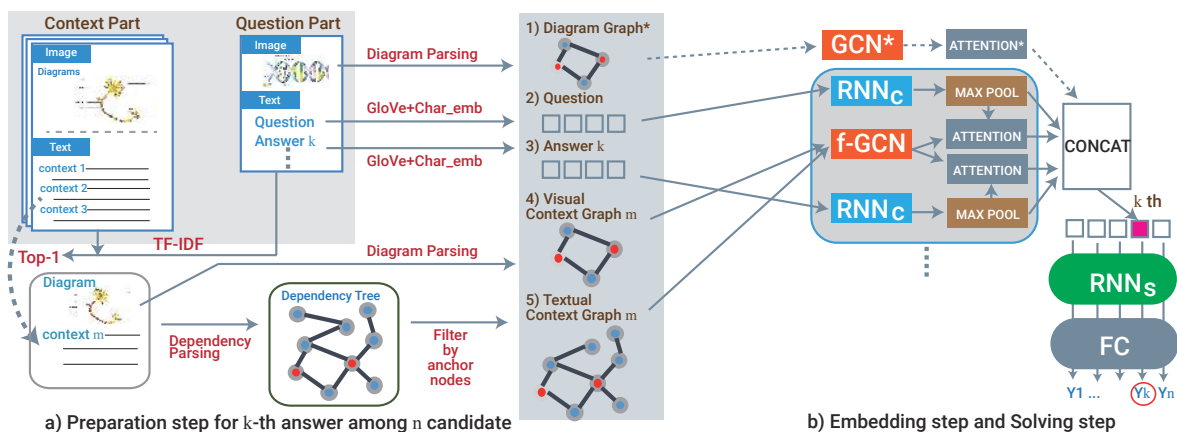 Context Part
Image
Diagrams
Text
context 1
context 2
context 3
Question Part
Image
Text
Question
Answer k
TF-IDF
Top-1
Diagram
context m
Dependency
Parsing
Dependency Tree
Filter
by
anchor
nodes
Diagram Parsing
GloVe+Char_emb
GloVe+Char_emb
Diagram Parsing
1) Diagram Graph*
2) Question
3) Answer k
4) Visual
Context Graph m
5) Textual
Context Graph m
a) Preparation step for k-th answer among n candidate
GCN*
ATTENTION*
RNNC
MAX POOL
f-GCN
ATTENTION
ATTENTION
RNNC
MAX POOL
CONCAT
k th
RNNS
FC
Y1 ... Yk Yn
b) Embedding step and Solving step